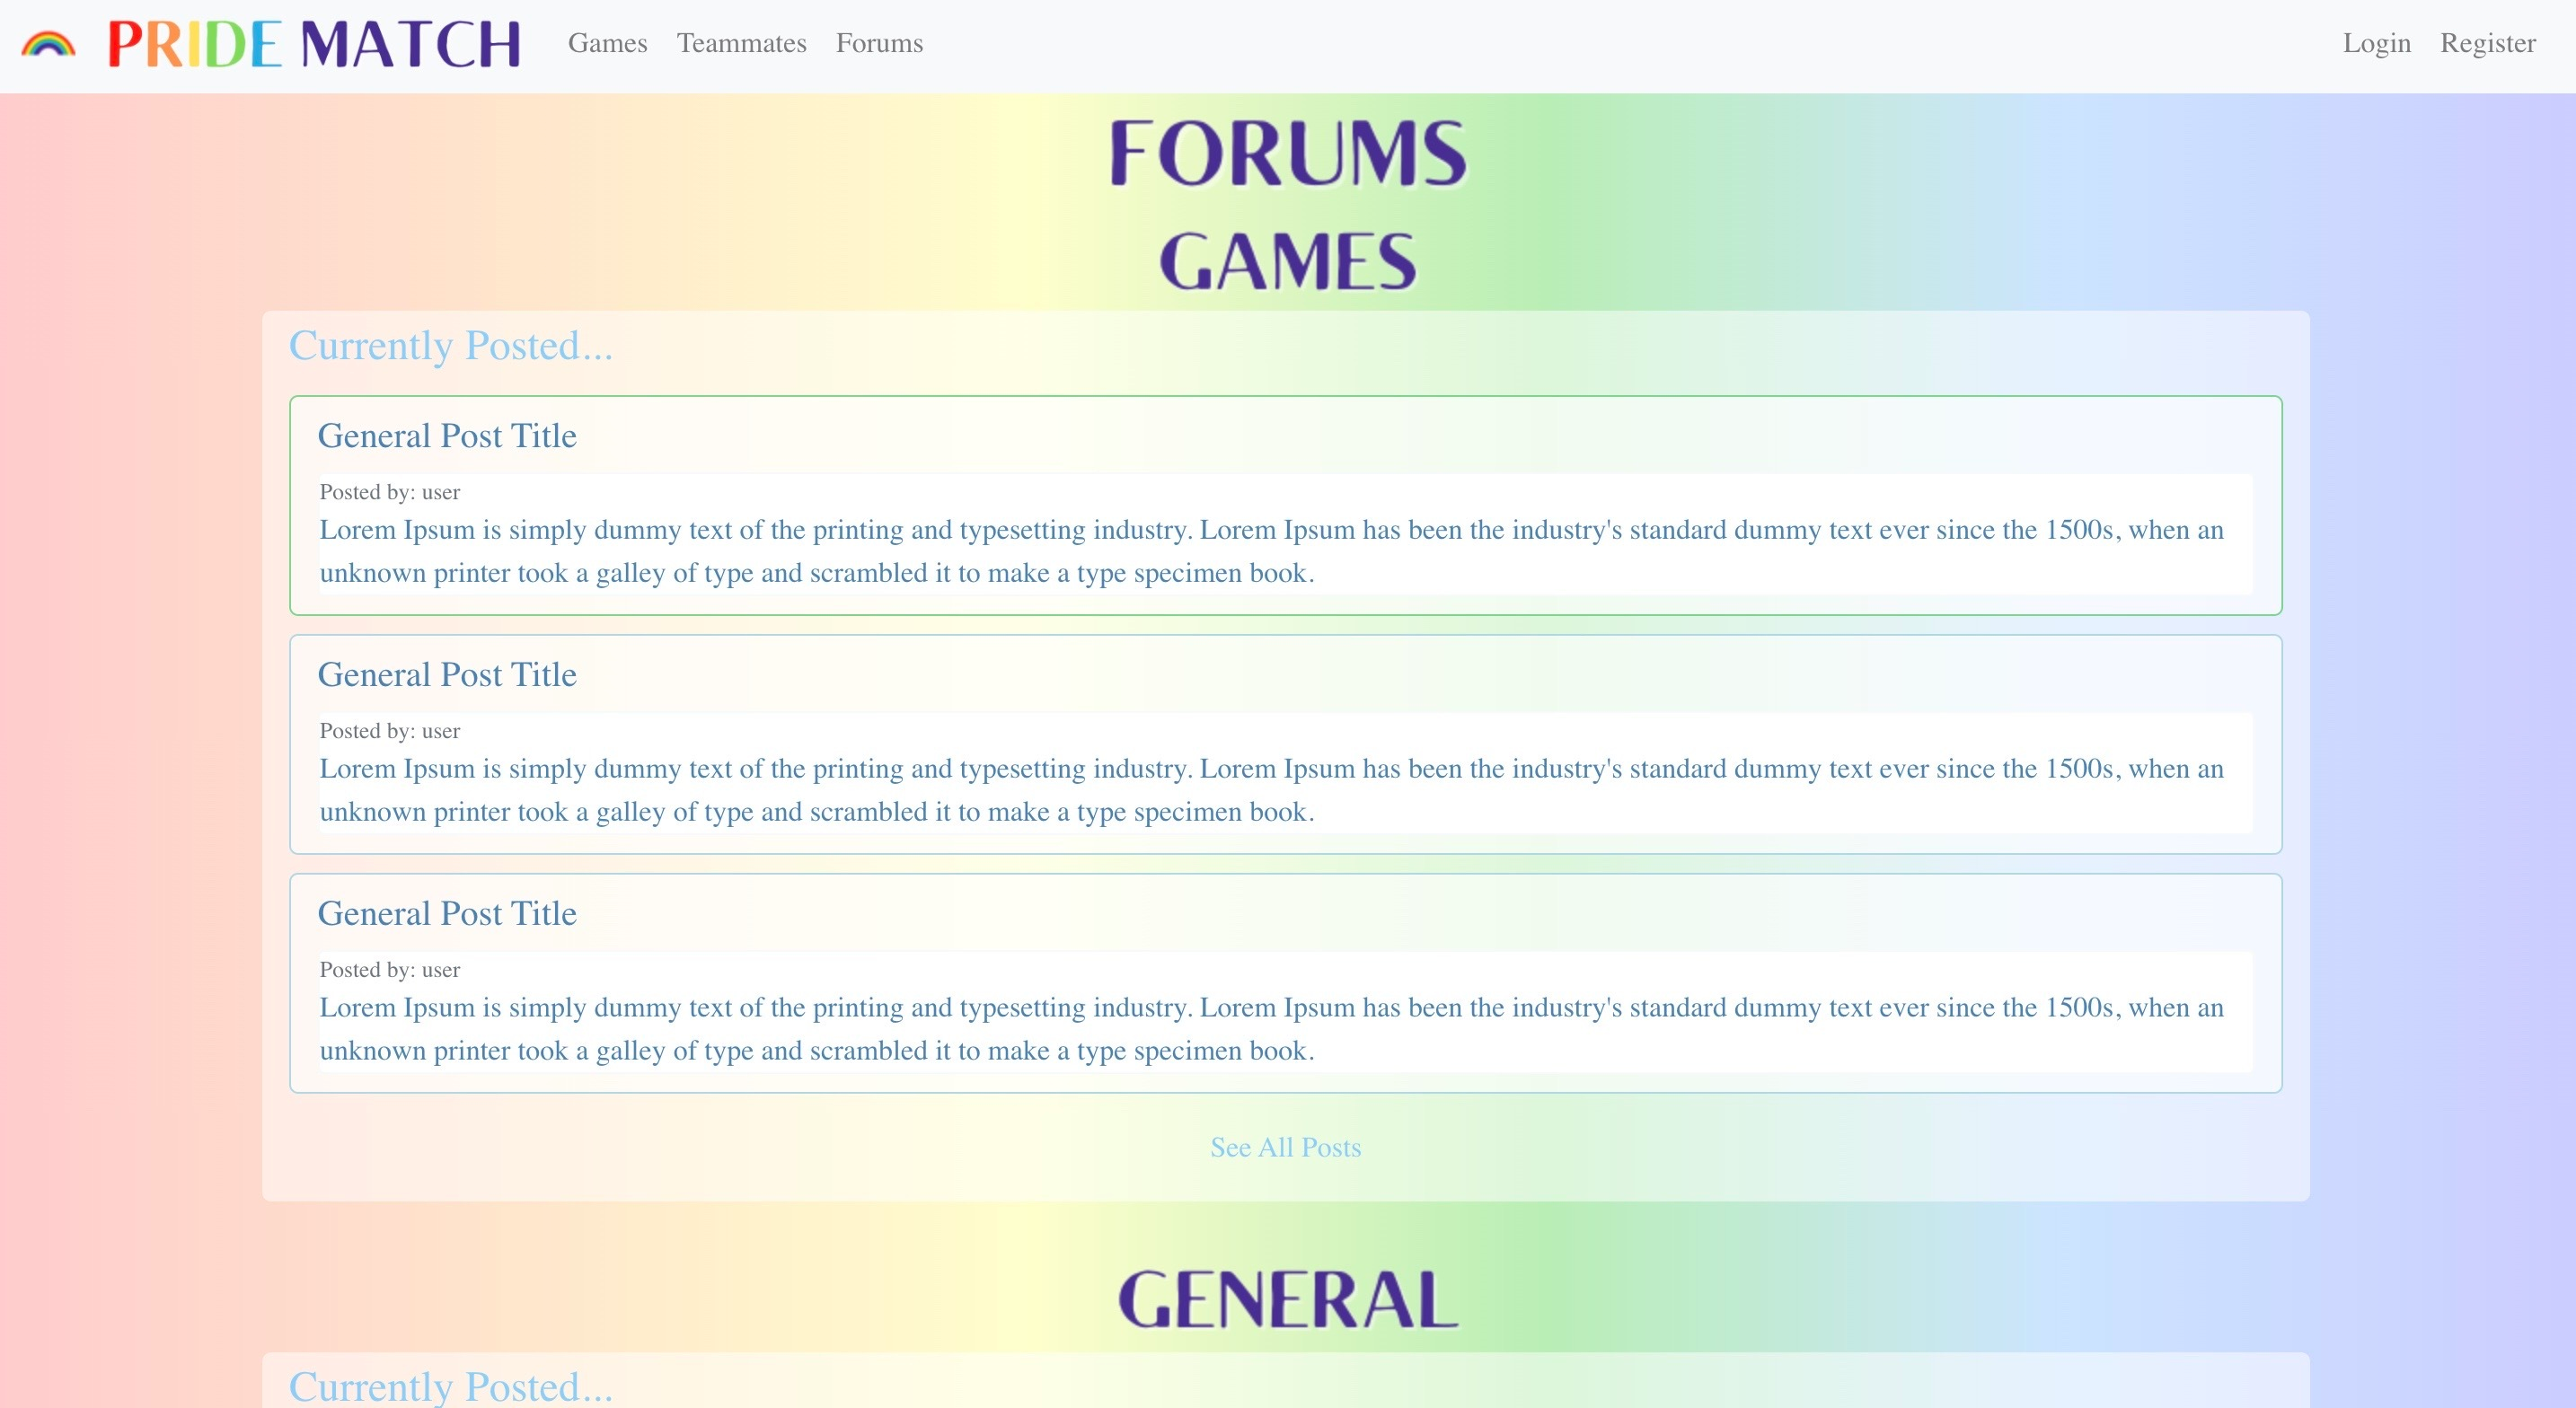 PRIDE MATCH Games Teammates Forums Login Register
FORUMS
GAMES
Currently Posted...
General Post Title
Posted by: user
Lorem Ipsum is simply dummy text of the printing and typesetting industry. Lorem Ipsum has been the industry's standard dummy text ever since the 1500s, when an
unknown printer took a galley of type and scrambled it to make a type specimen book.
General Post Title
Posted by: user
Lorem Ipsum is simply dummy text of the printing and typesetting industry. Lorem Ipsum has been the industry's standard dummy text ever since the 1500s, when an
unknown printer took a galley of type and scrambled it to make a type specimen book.
General Post Title
Posted by: user
Lorem Ipsum is simply dummy text of the printing and typesetting industry. Lorem Ipsum has been the industry's standard dummy text ever since the 1500s, when an
unknown printer took a galley of type and scrambled it to make a type specimen book.
See All Posts
GENERAL
Currently Posted...